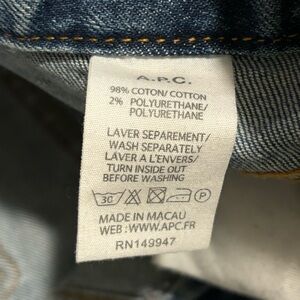 A.P.C.
98% COTON/COTTON
2% POLYURETHANE/
POLYURETHANE
LAVER SEPAREMENT/
WASH SEPARATELY
LAVER A L'ENVERS/
TURN INSIDE OUT
BEFORE WASHING
30 P
MADE IN MACAU
WEB : WWW.APC.FR
RN149947